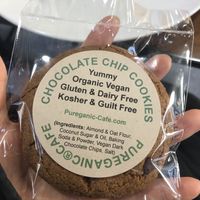 CHOCOLATE CHIP COOKIES
Yummy
Organic Vegan
Gluten & Dairy Free
Kosher & Guilt Free
Pureganic-Cafe.com
(Ingredients: Almond & Oat Flour,
Coconut Sugar & Oil, Baking
Soda & Powder, Vegan Dark
Chocolate Chips, Salt)
PUREGANIC®CAFE